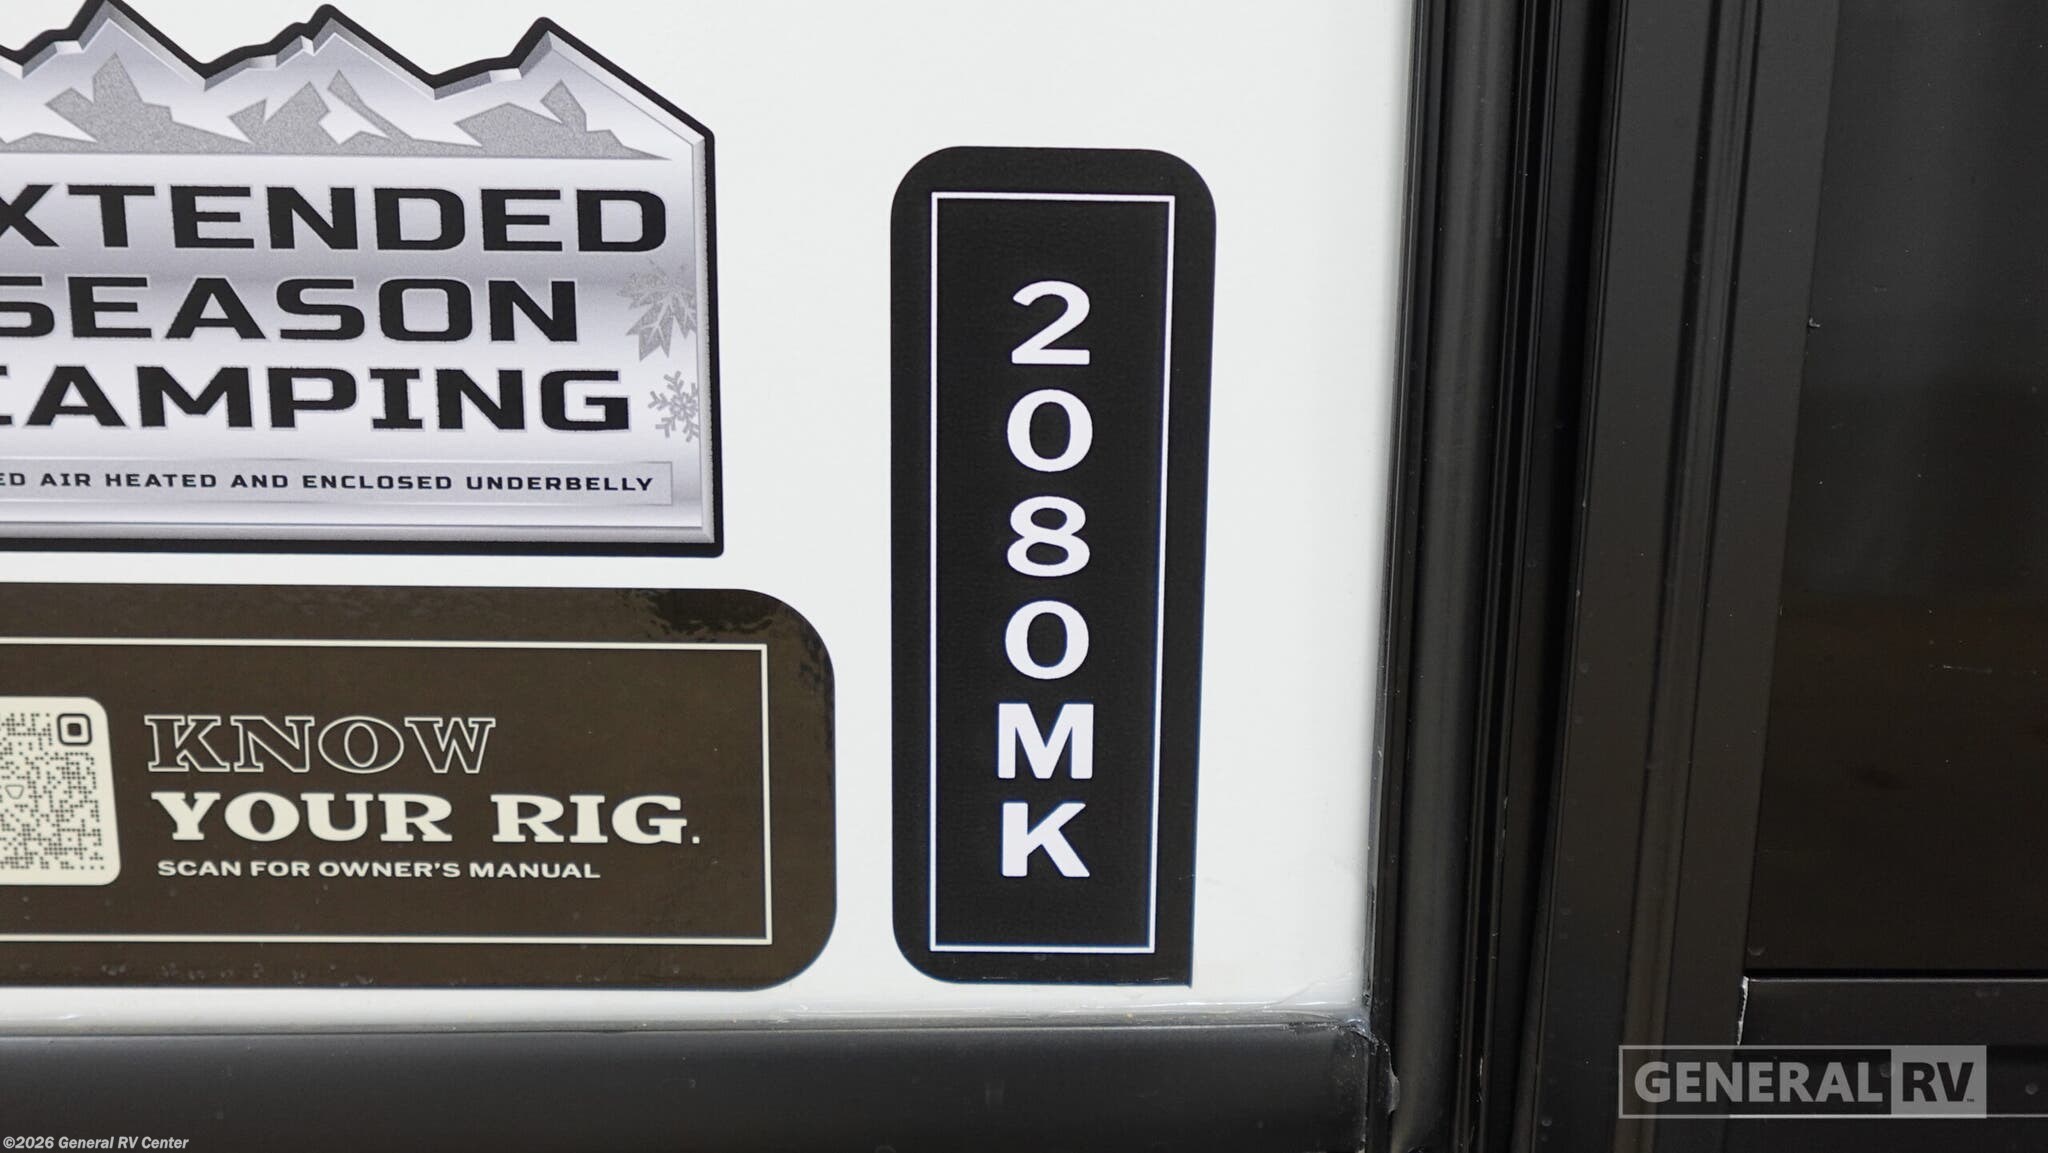 XTENDED
SEASON
CAMPING
ED AIR HEATED AND ENCLOSED UNDERBELLY
KNOW
YOUR RIG.
SCAN FOR OWNER'S MANUAL
2080MK
GENERAL RV
©2026 General RV Center